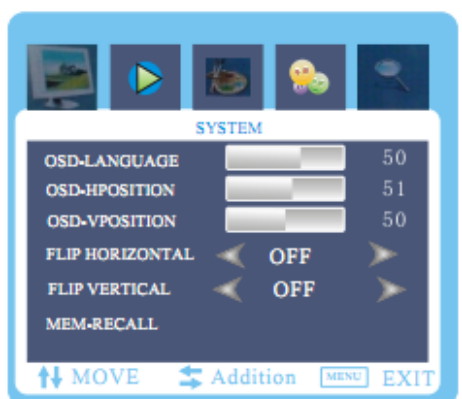 SYSTEM
OSD-LANGUAGE 50
OSD-HPOSITION 51
OSD-VPOSITION 50
FLIP HORIZONTAL OFF
FLIP VERTICAL OFF
MEM-RECALL
MOVE Addition MENU EXIT